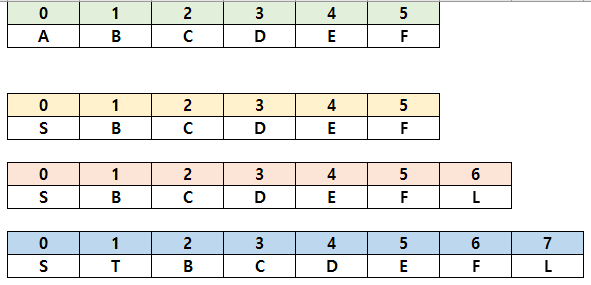 0 1 2 3 4 5
A B C D E F
0 1 2 3 4 5
S B C D E F
0 1 2 3 4 5 6
S B C D E F L
0 1 2 3 4 5 6 7
S T B C D E F L